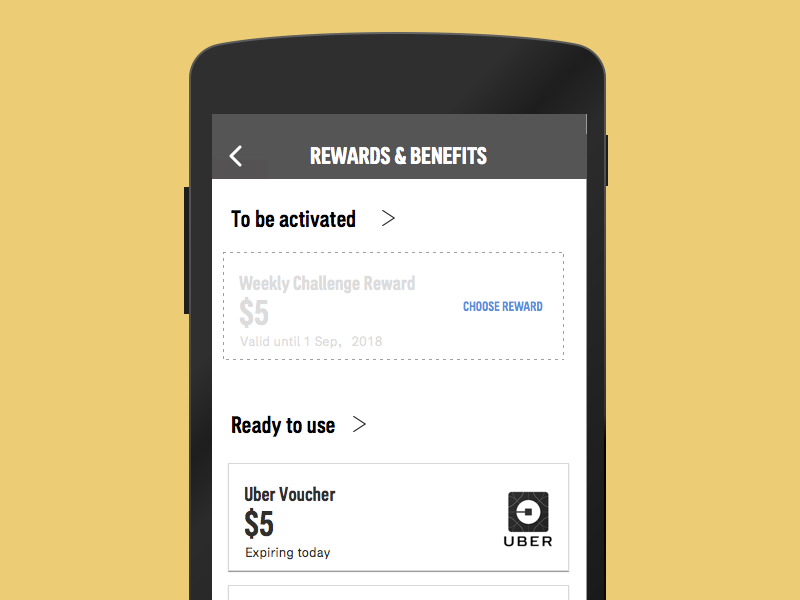 REWARDS & BENEFITS
To be activated
Weekly Challenge Reward
$5
CHOOSE REWARD
Valid until 1 Sep, 2018
Ready to use
Uber Voucher
$5
Expiring today
UBER